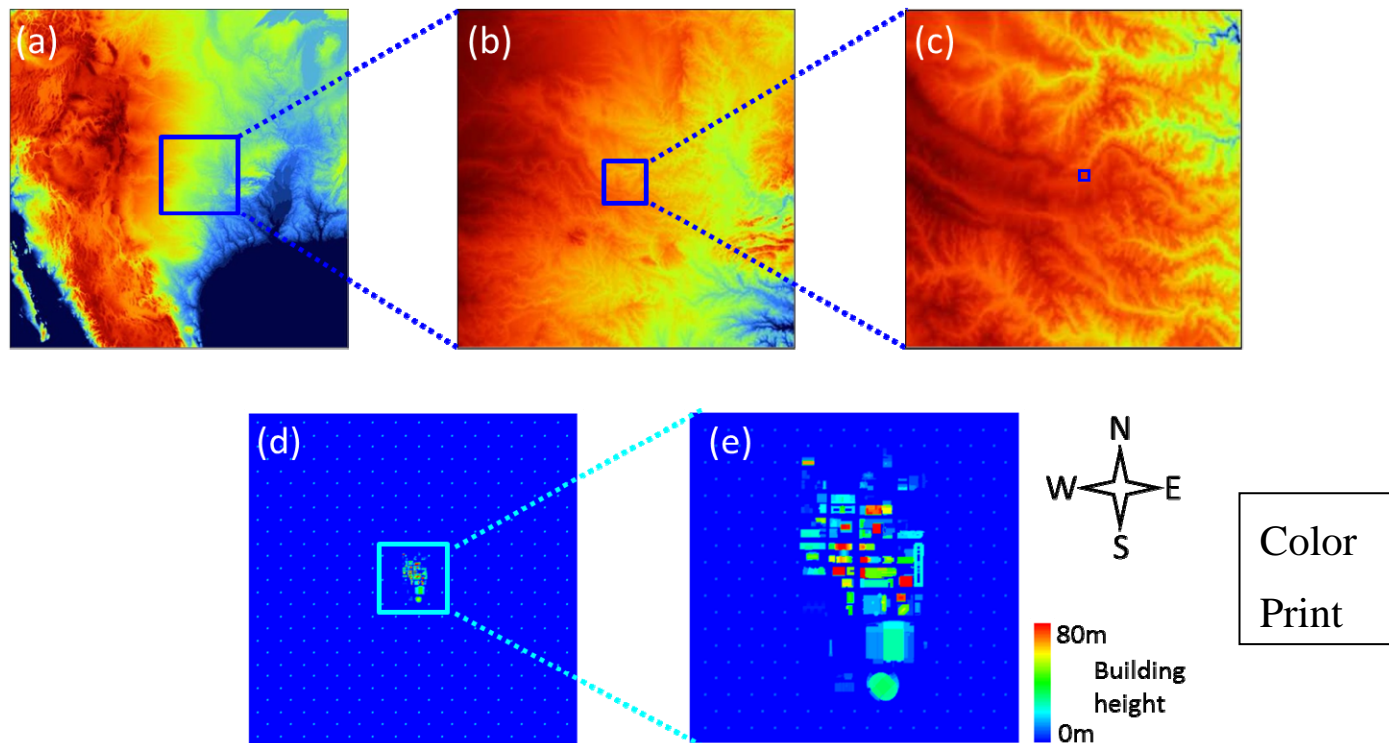 (a)
(b)
(c)
(d)
(e)
N
W E
S
80m
Building
height
0m
Color
Print